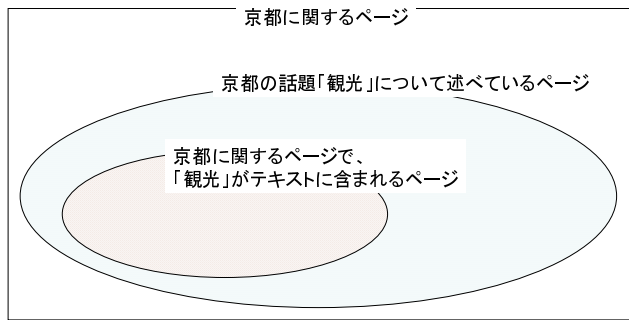 京都に関するページ
京都の話題「観光」について述べているページ
京都に関するページで、
「観光」がテキストに含まれるページ